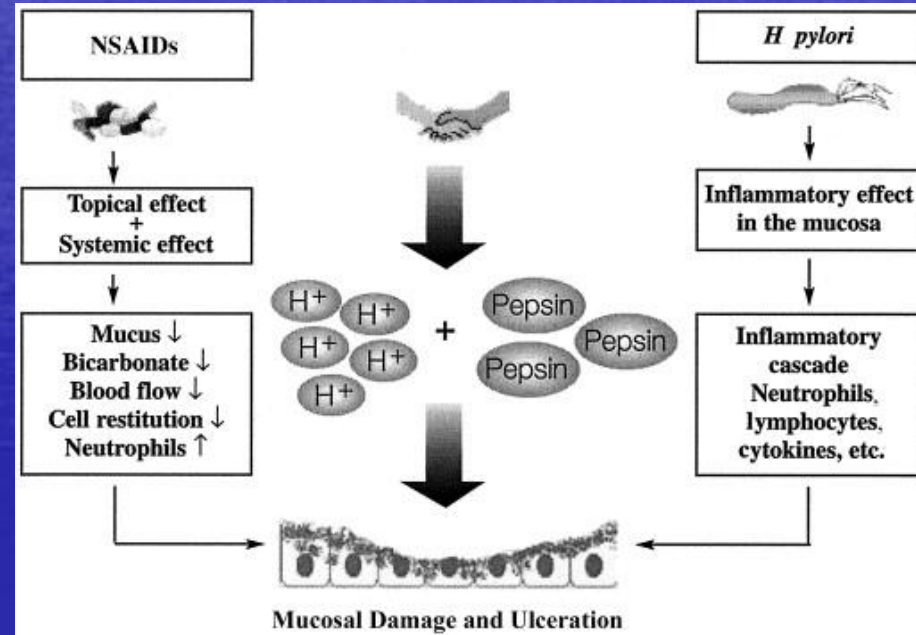 NSAIDs
Topical effect
+
Systemic effect
Mucus ↓
Bicarbonate ↓
Blood flow ↓
Cell restitution ↓
Neutrophils ↑
H+
H+
H+
H+
H+
+
Pepsin
Pepsin
Pepsin
H pylori
Inflammatory effect
in the mucosa
Inflammatory
cascade
Neutrophils,
lymphocytes,
cytokines, etc.
Mucosal Damage and Ulceration